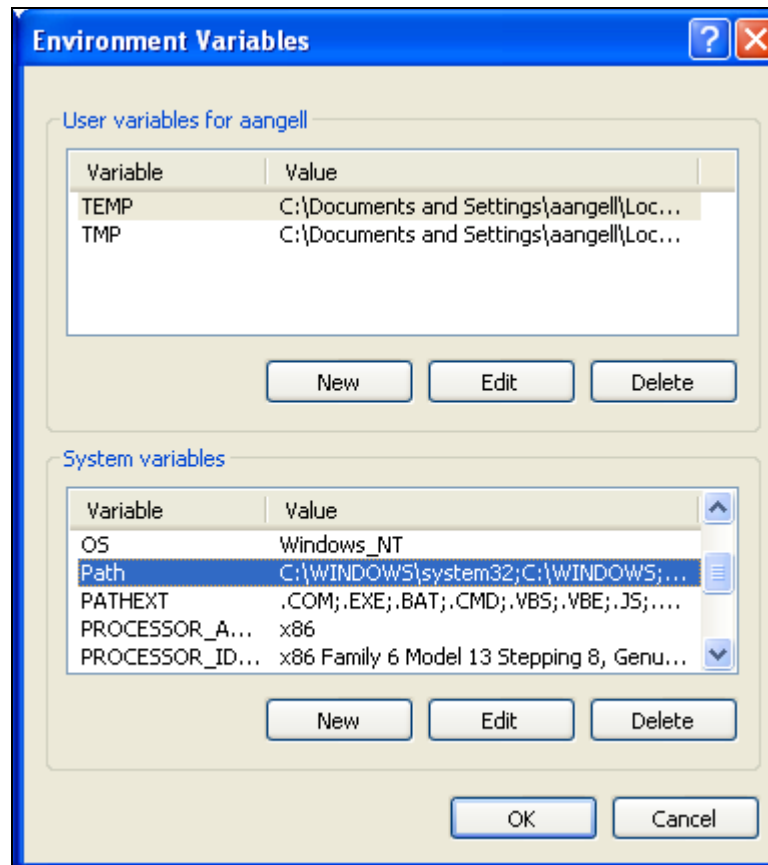 Environment Variables
User variables for aangell
Variable Value
TEMP C:\Documents and Settings\aangell\Loc...
TMP C:\Documents and Settings\aangell\Loc...
New Edit Delete
System variables
Variable Value
OS Windows_NT
Path C:\WINDOWS\system32;C:\WINDOWS;...
PATHEXT .COM;.EXE;.BAT;.CMD;.VBS;.VBE;.JS;....
PROCESSOR_A... x86
PROCESSOR_ID... x86 Family 6 Model 13 Stepping 8, Genu...
New Edit Delete
OK Cancel